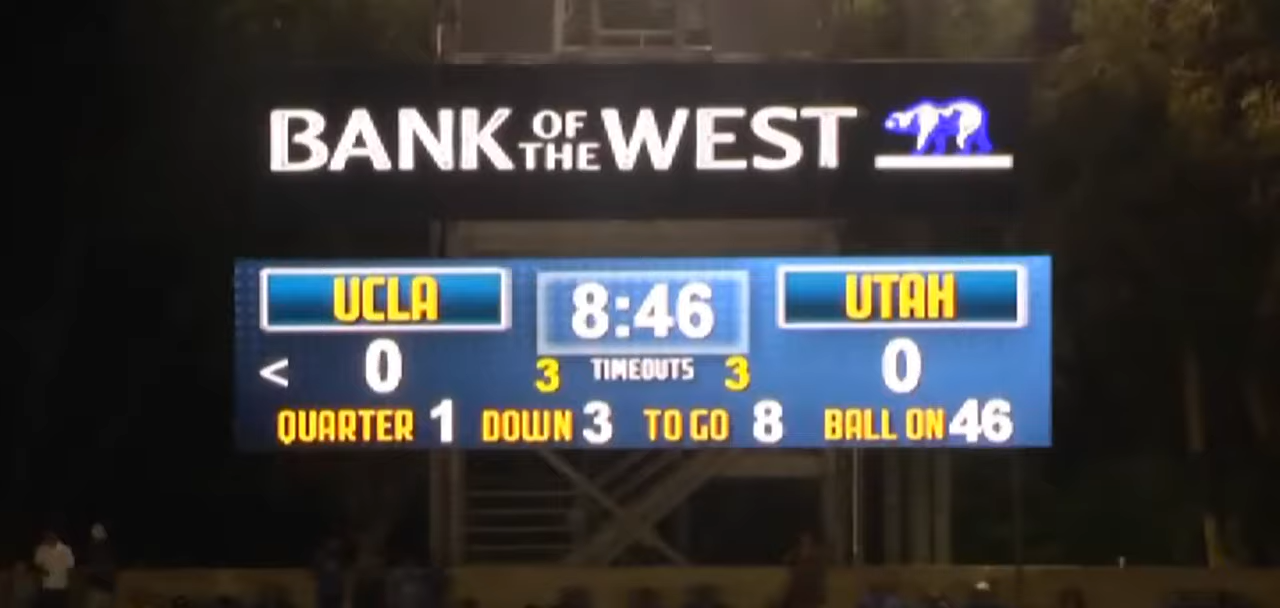 BANK OF THE WEST
UCLA 8:46 UTAH
< 0 3 TIMEOUTS 3 0
QUARTER 1 DOWN 3 TO GO 8 BALL ON 46